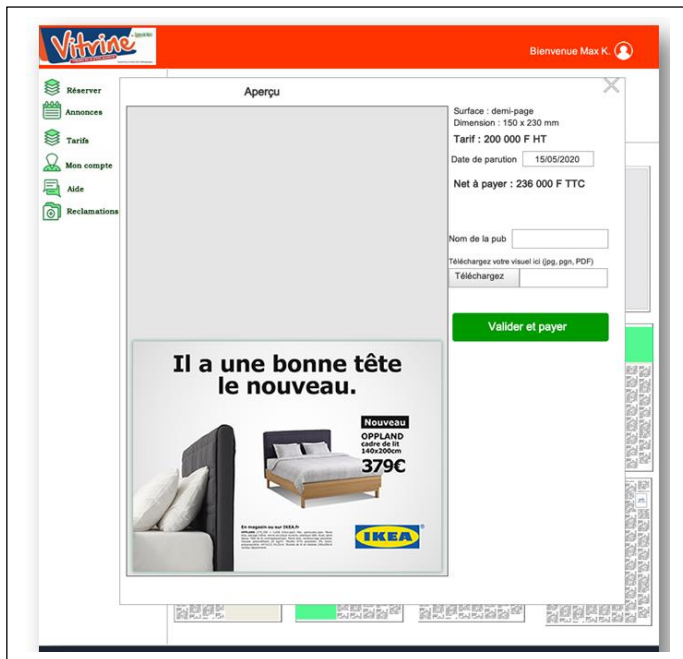 Vitrine
Bienvenue Max K.
Réserver
Annonces
Tarifs
Mon compte
Aide
Reclamations
Aperçu
Surface : demi-page
Dimension : 150 x 230 mm
Tarif : 200 000 F HT
Date de parution 15/05/2020
Net à payer : 236 000 F TTC
Nom de la pub
Téléchargez votre visuel ici (jpg, pgn, PDF)
Téléchargez
Valider et payer
Il a une bonne tête
le nouveau.
Nouveau
OPPLAND
cadre de lit
140x200cm
379€
En magasin ou sur IKEA.fr
IKEA